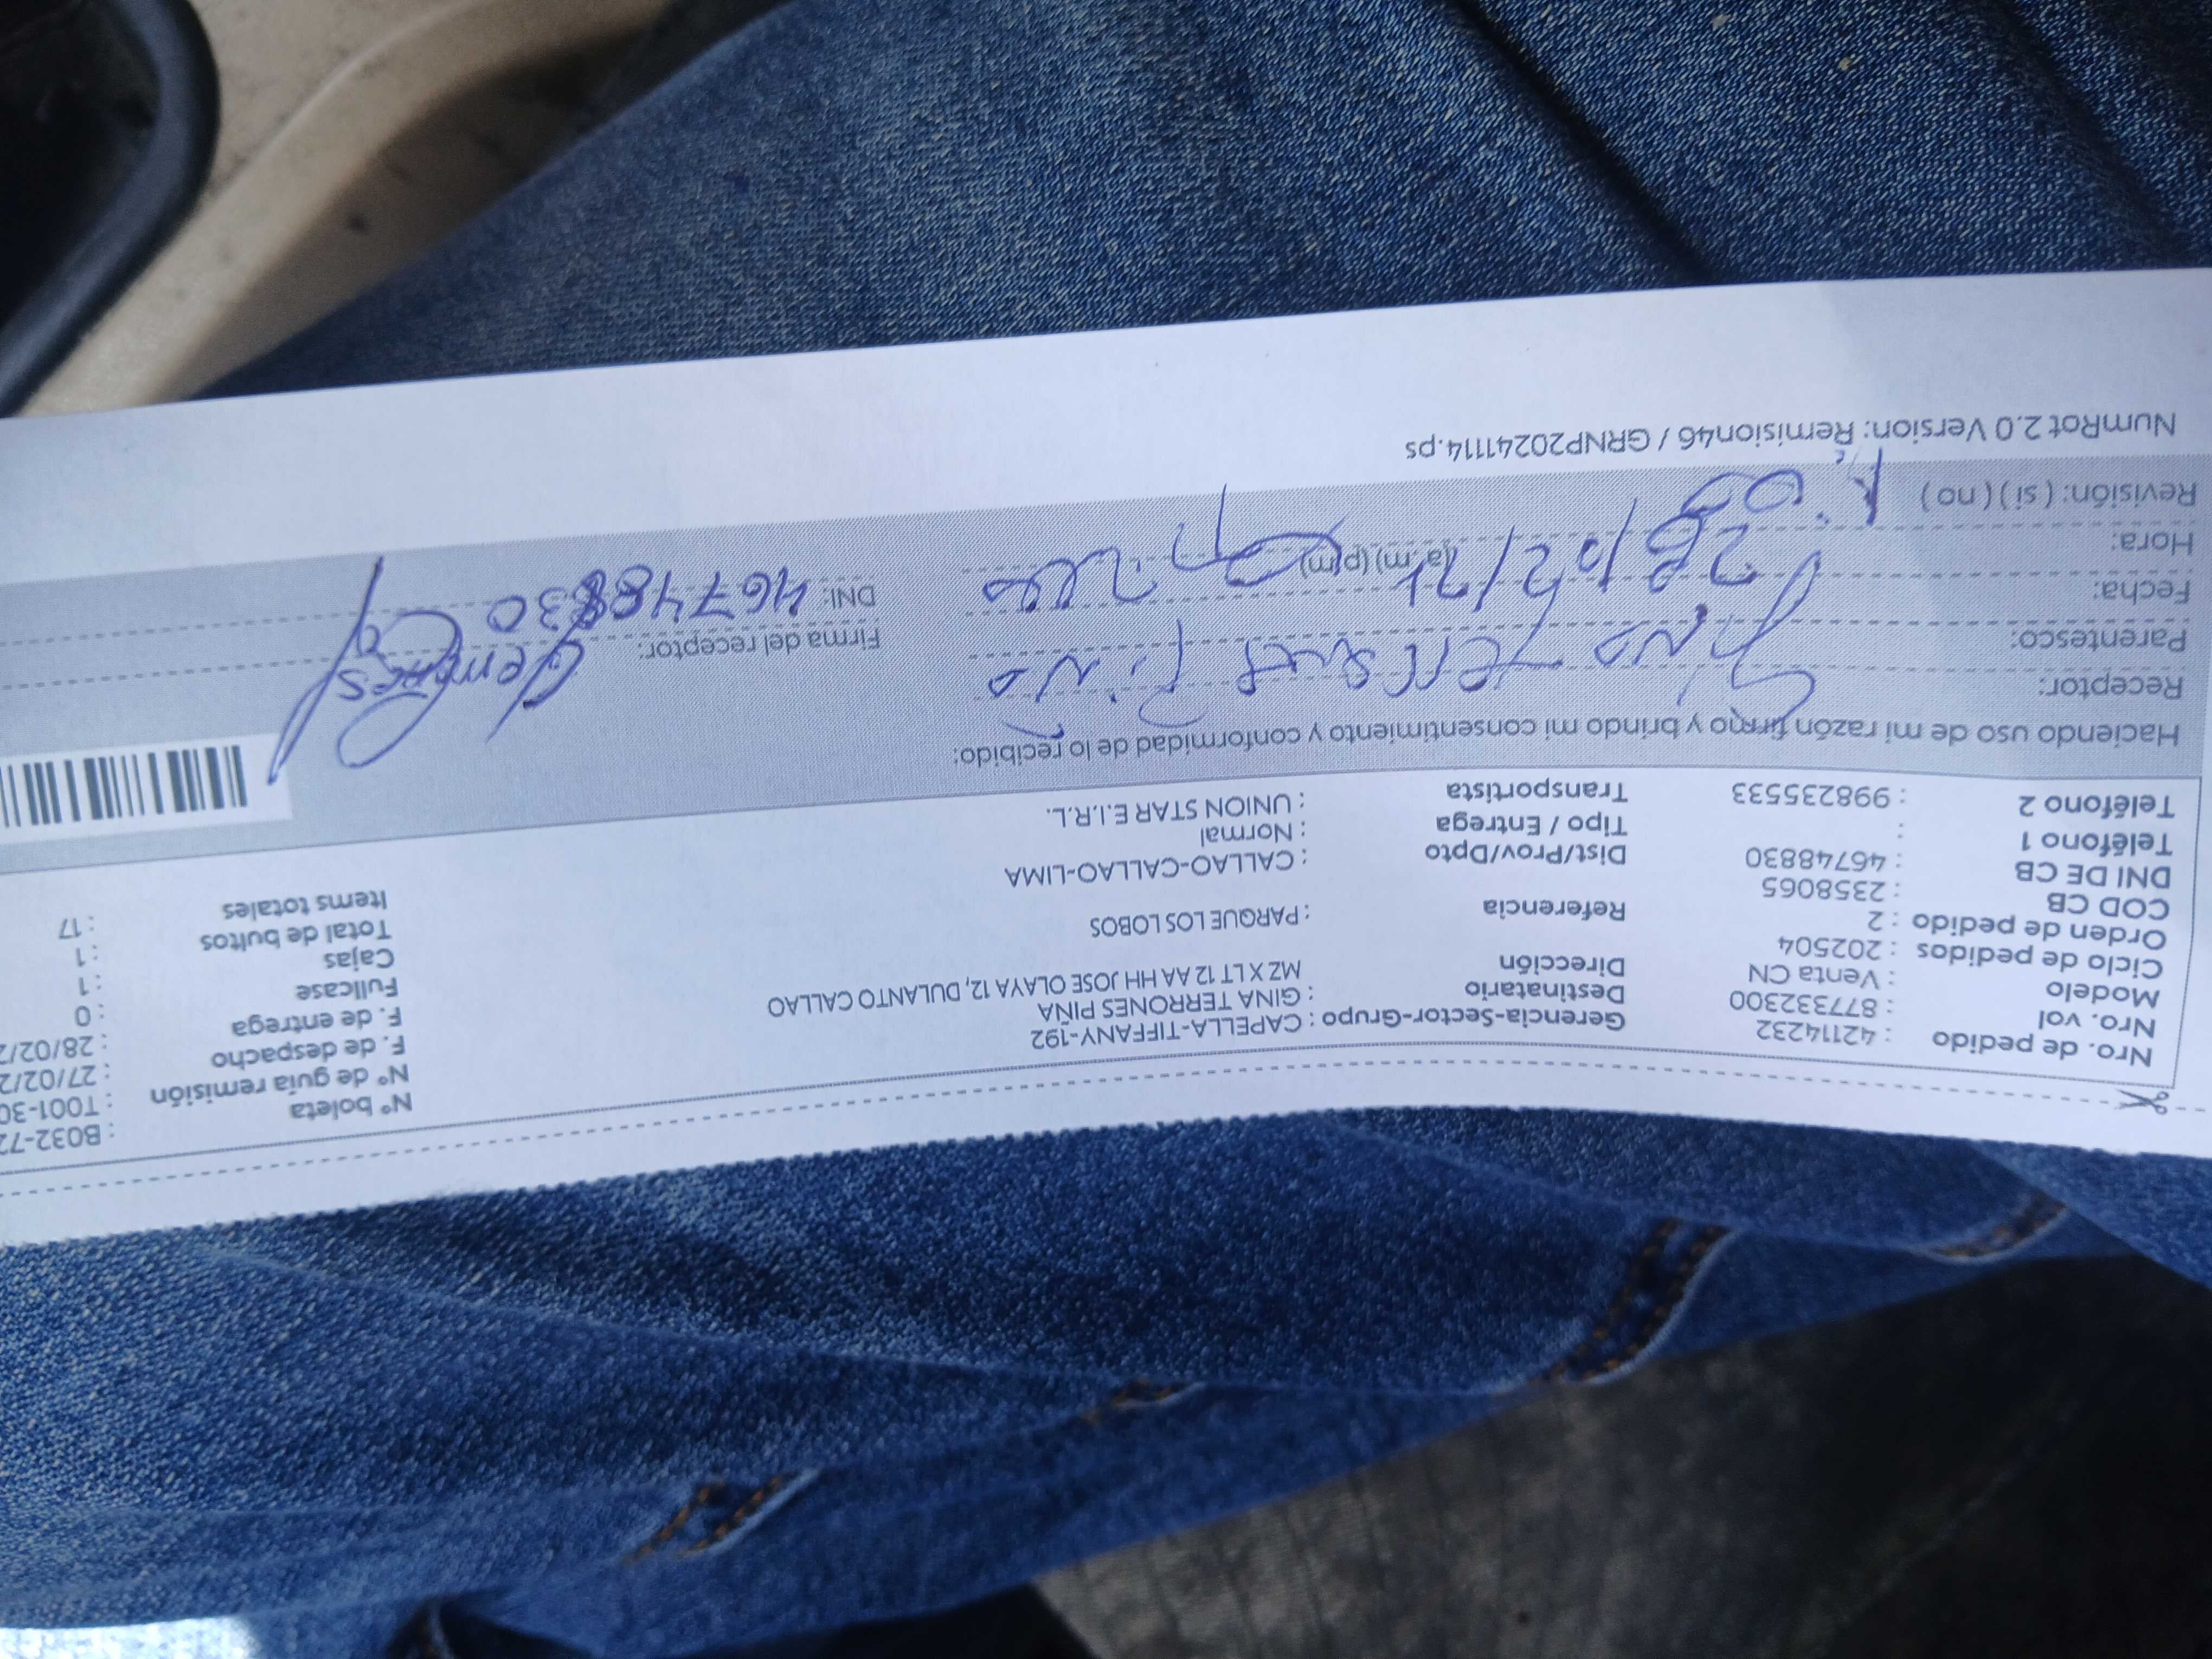 Nro. de pedido : 42114232
Nro. vol : 877332300
Modelo : Venta CN
Ciclo de pedidos : 202504
Orden de pedido : 2
COD CB : 2358065
DNI DE CB : 46748830
Teléfono 1 :
Teléfono 2 : 998235533
Gerencia-Sector-Grupo : CAPELLA-TIFFANY-192
Destinatario : GINA TERRONES PIÑA
Dirección MZ X LT 12 AA HH JOSE OLAYA 12, DULANTO CALLAO
Referencia : PARQUE LOS LOBOS
Dist/Prov/Dpto : CALLAO-CALLAO-LIMA
Tipo / Entrega : Normal
Transportista : UNION STAR E.I.R.L.
N° boleta : B032-72
N° de guía remisión : T001-30
F. de despacho : 27/02/2
F. de entrega : 28/02/2
Fullcase : 0
Cajas : 1
Total de bultos : 1
Items totales : 17
Haciendo uso de mi razón firmo y brindo mi consentimiento y conformidad de lo recibido:
Receptor:
Parentesco:
Fecha: 28/02/
Hora: (a.m) (p.m)
Revisión: ( si ) ( no )
Firma del receptor:
DNI: 46748830
NumRot 2.0 Version: Remision46 / GRNP20241114.ps